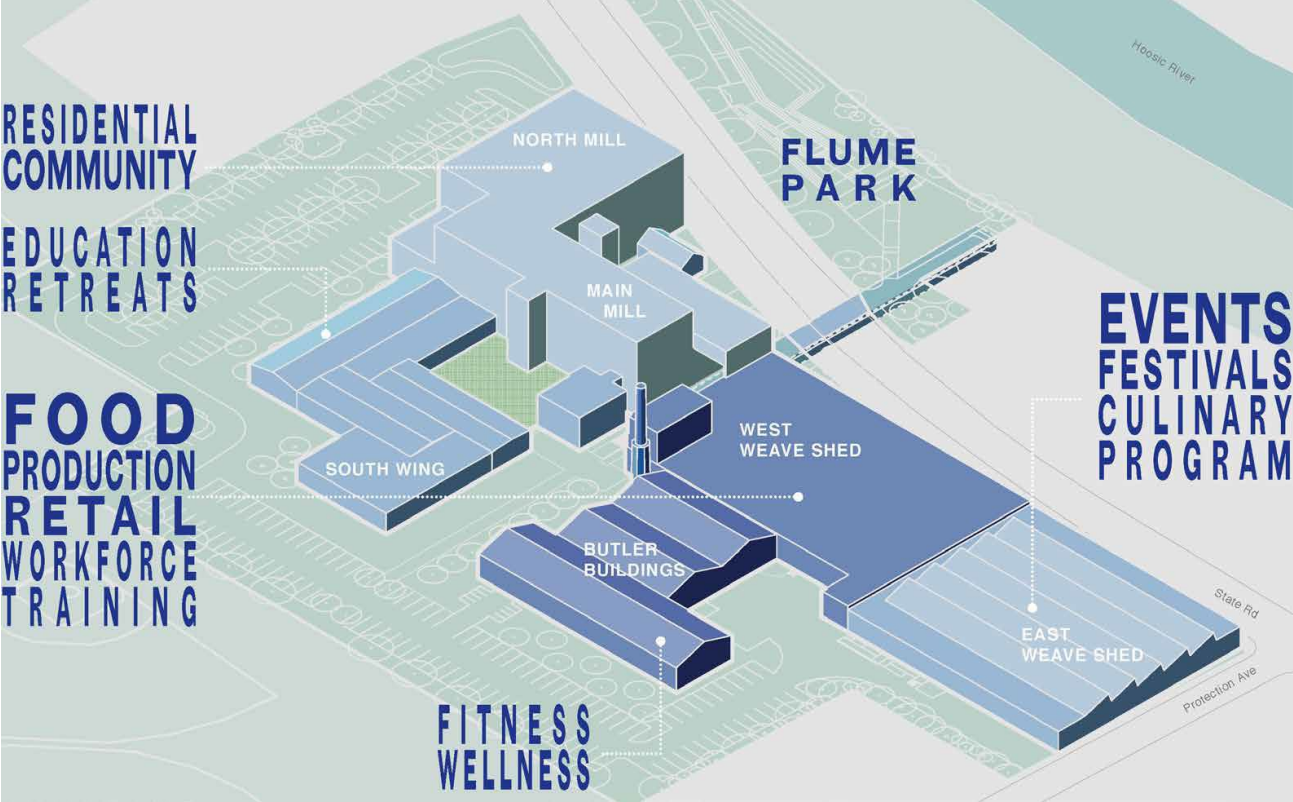 Hoosic River
RESIDENTIAL
COMMUNITY
NORTH MILL
FLUME
PARK
EDUCATION
RETREATS
MAIN
MILL
EVENTS
FESTIVALS
CULINARY
PROGRAM
FOOD
PRODUCTION
RETAIL
WORKFORCE
TRAINING
WEST
WEAVE SHED
SOUTH WING
BUTLER
BUILDINGS
State Rd
EAST
WEAVE SHED
Protection Ave
FITNESS
WELLNESS